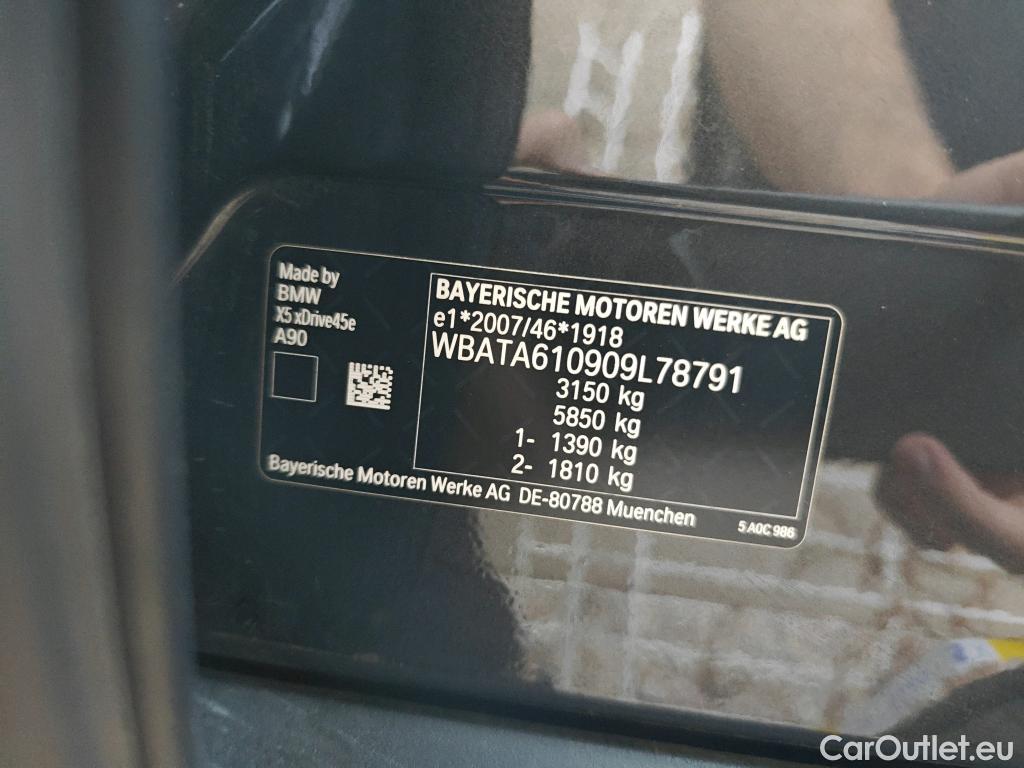 Made by
BMW
X5 xDrive45e
A90
BAYERISCHE MOTOREN WERKE AG
e1*2007/46*1918
WBATA610909L78791
3150 kg
5850 kg
1- 1390 kg
2- 1810 kg
Bayerische Motoren Werke AG DE-80788 Muenchen
5 A0C 986
CarOutlet.eu